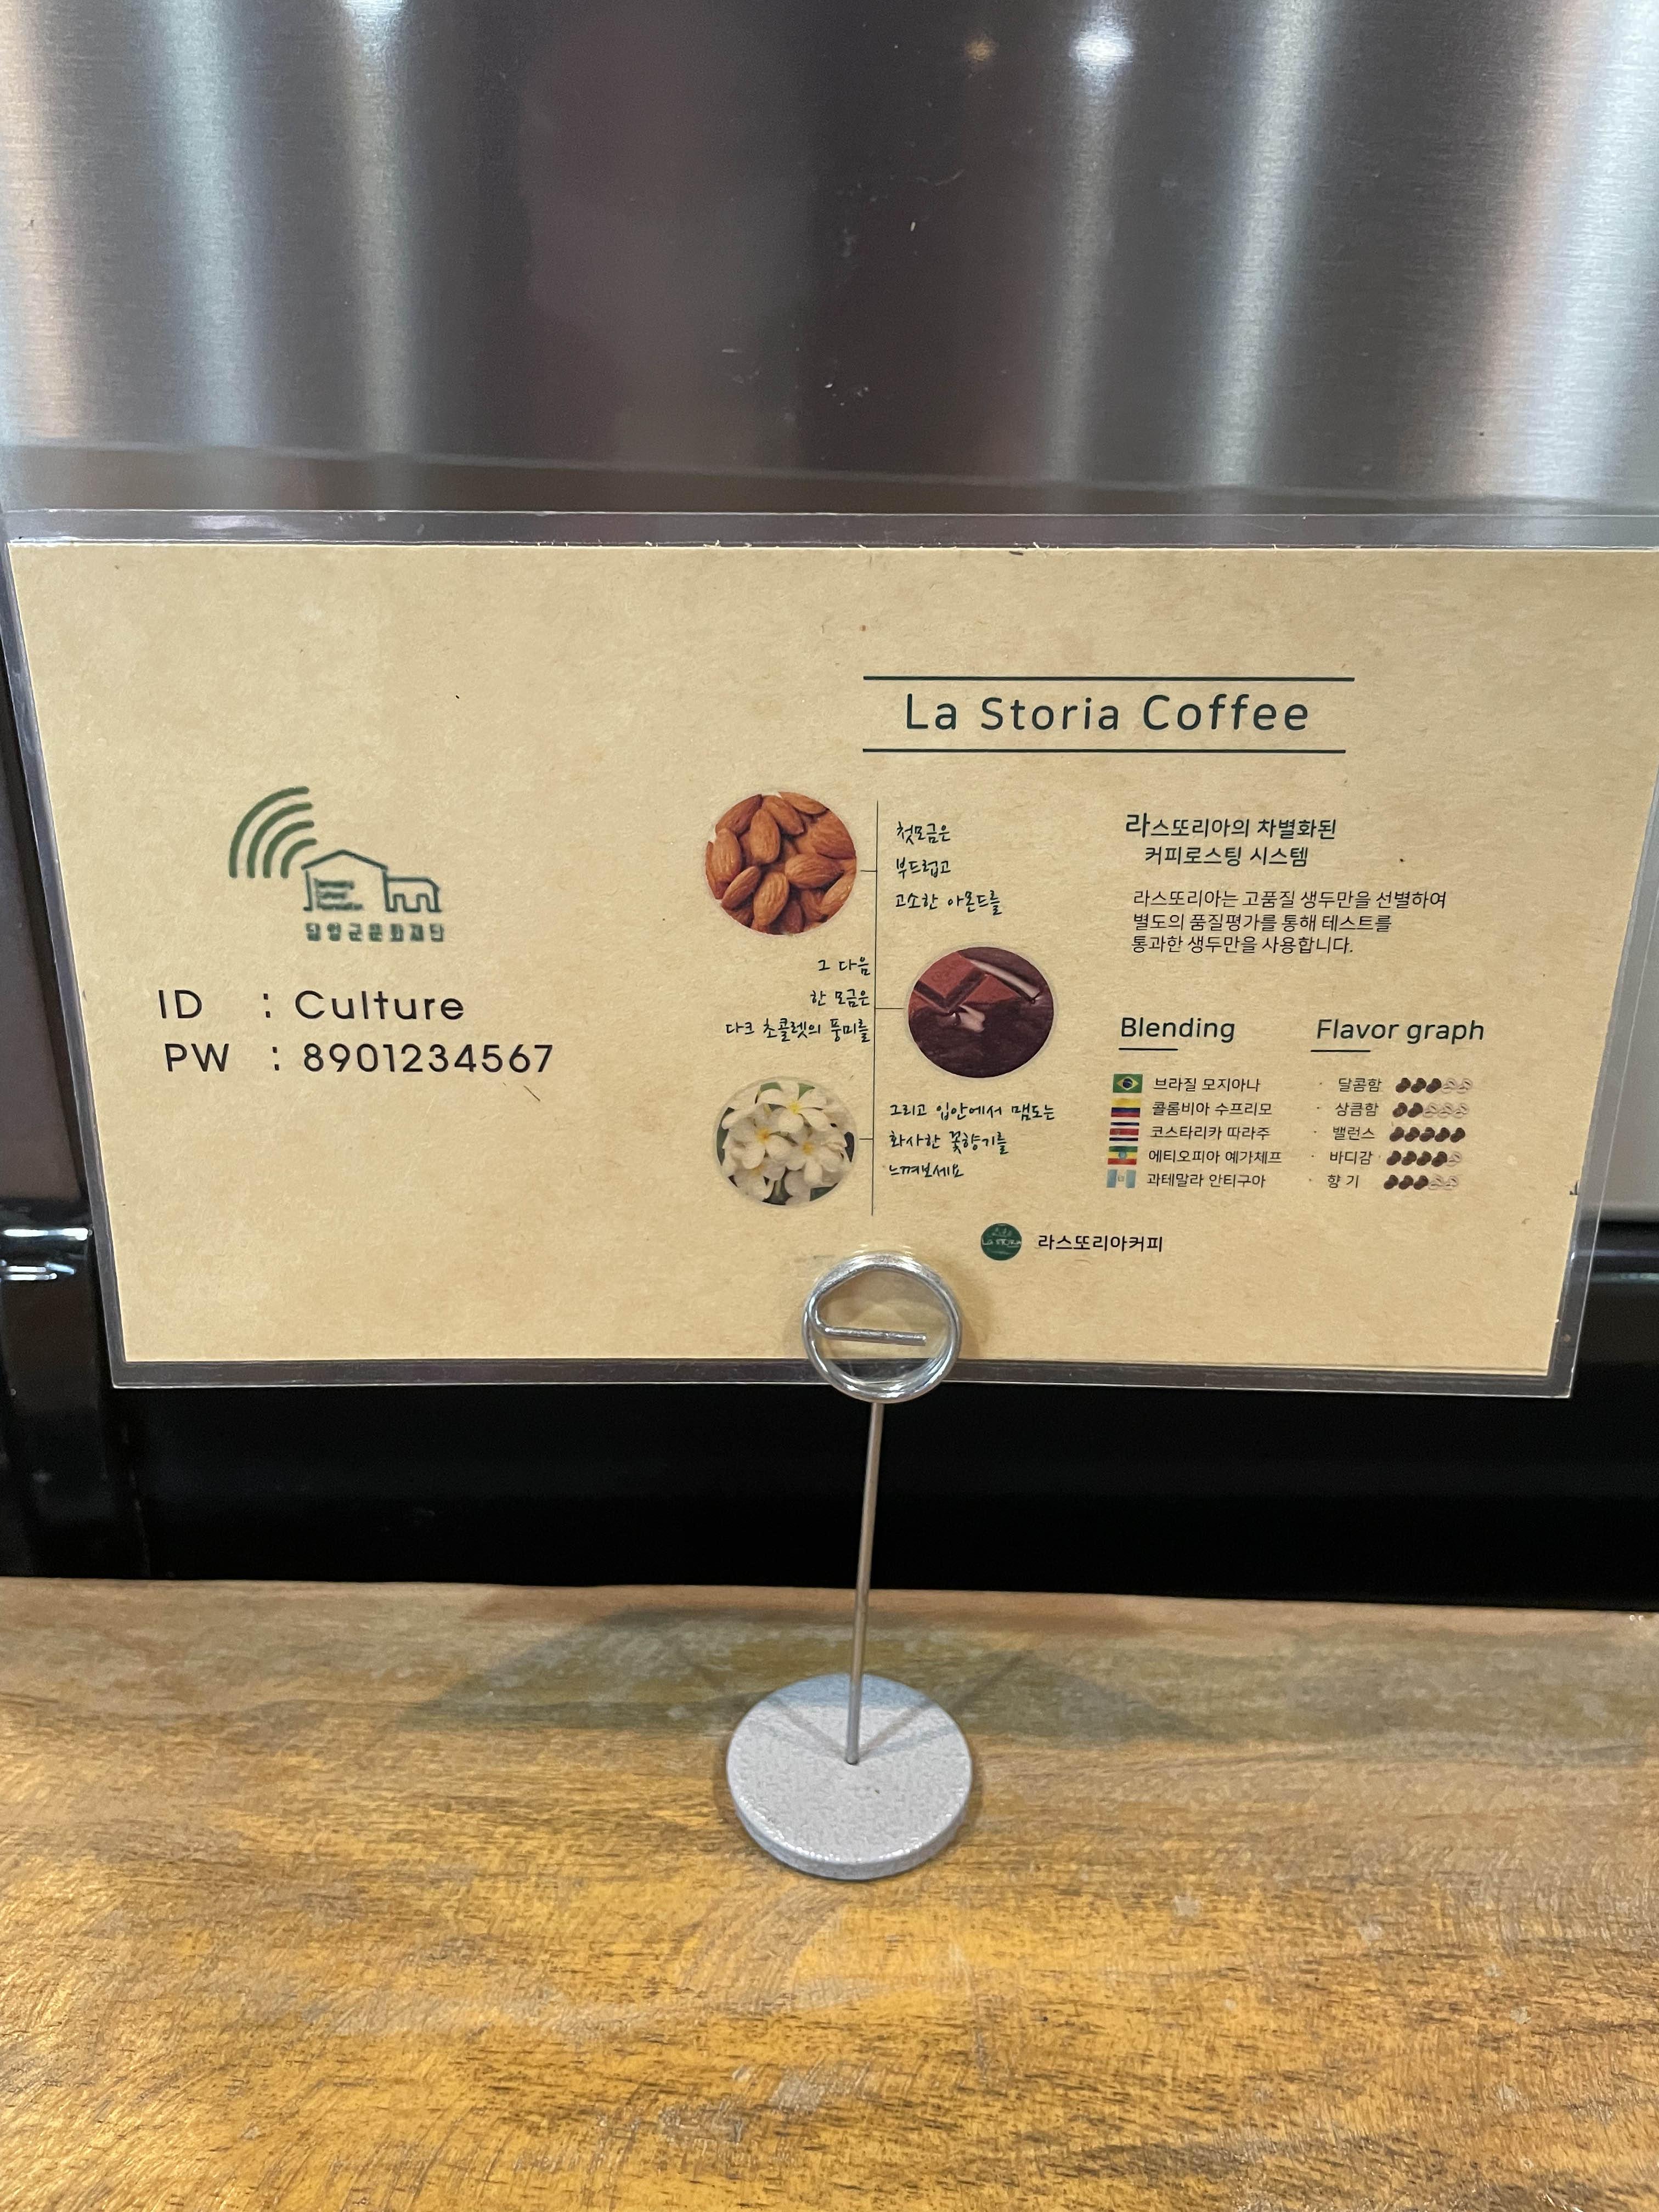 La Storia Coffee
담양군문화재단
ID : Culture
PW : 8901234567
첫모금은
부드럽고
고소한 아몬드를
그 다음
한 모금은
다크 초콜렛의 풍미를
그리고 입안에서 맴도는
화사한 꽃향기를
느껴보세요
라스또리아의 차별화된
커피로스팅 시스템
라스또리아는 고품질 생두만을 선별하여
별도의 품질평가를 통해 테스트를
통과한 생두만을 사용합니다.
Blending
브라질 모지아나
콜롬비아 수프리모
코스타리카 따라주
에티오피아 예가체프
과테말라 안티구아
Flavor graph
· 달콤함
· 상큼함
· 밸런스
· 바디감
· 향 기
라스또리아커피